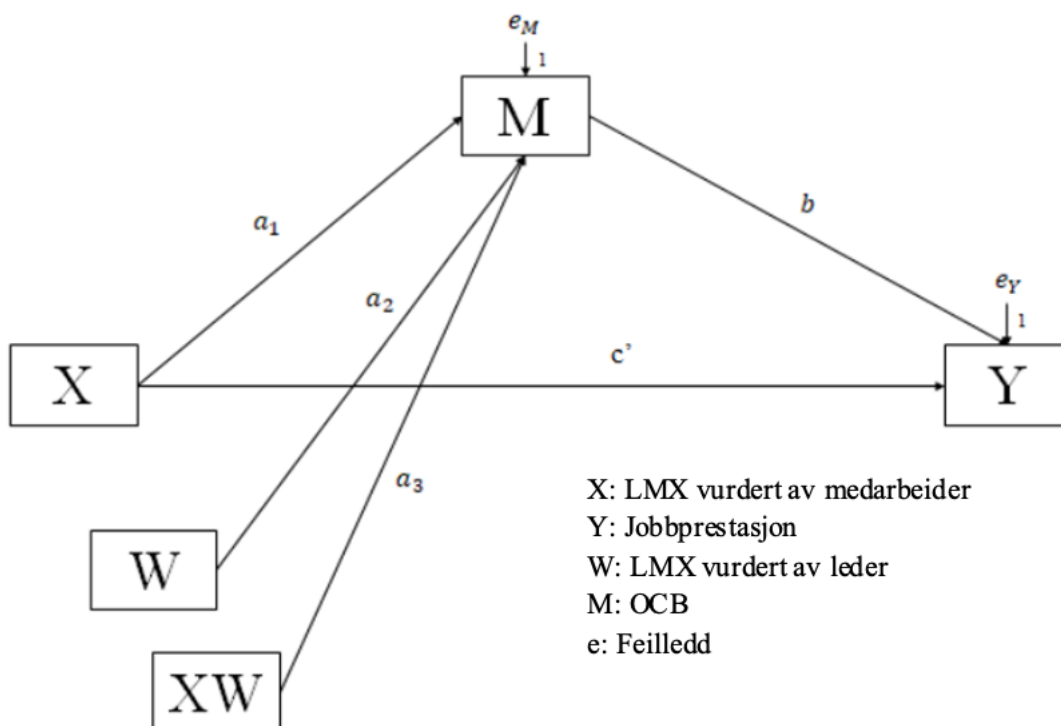 e_M
1
M
a_1
b
a_2
e_Y
1
X
c’
Y
a_3
X: LMX vurdert av medarbeider
Y: Jobbprestasjon
W
W: LMX vurdert av leder
M: OCB
e: Feilledd
XW